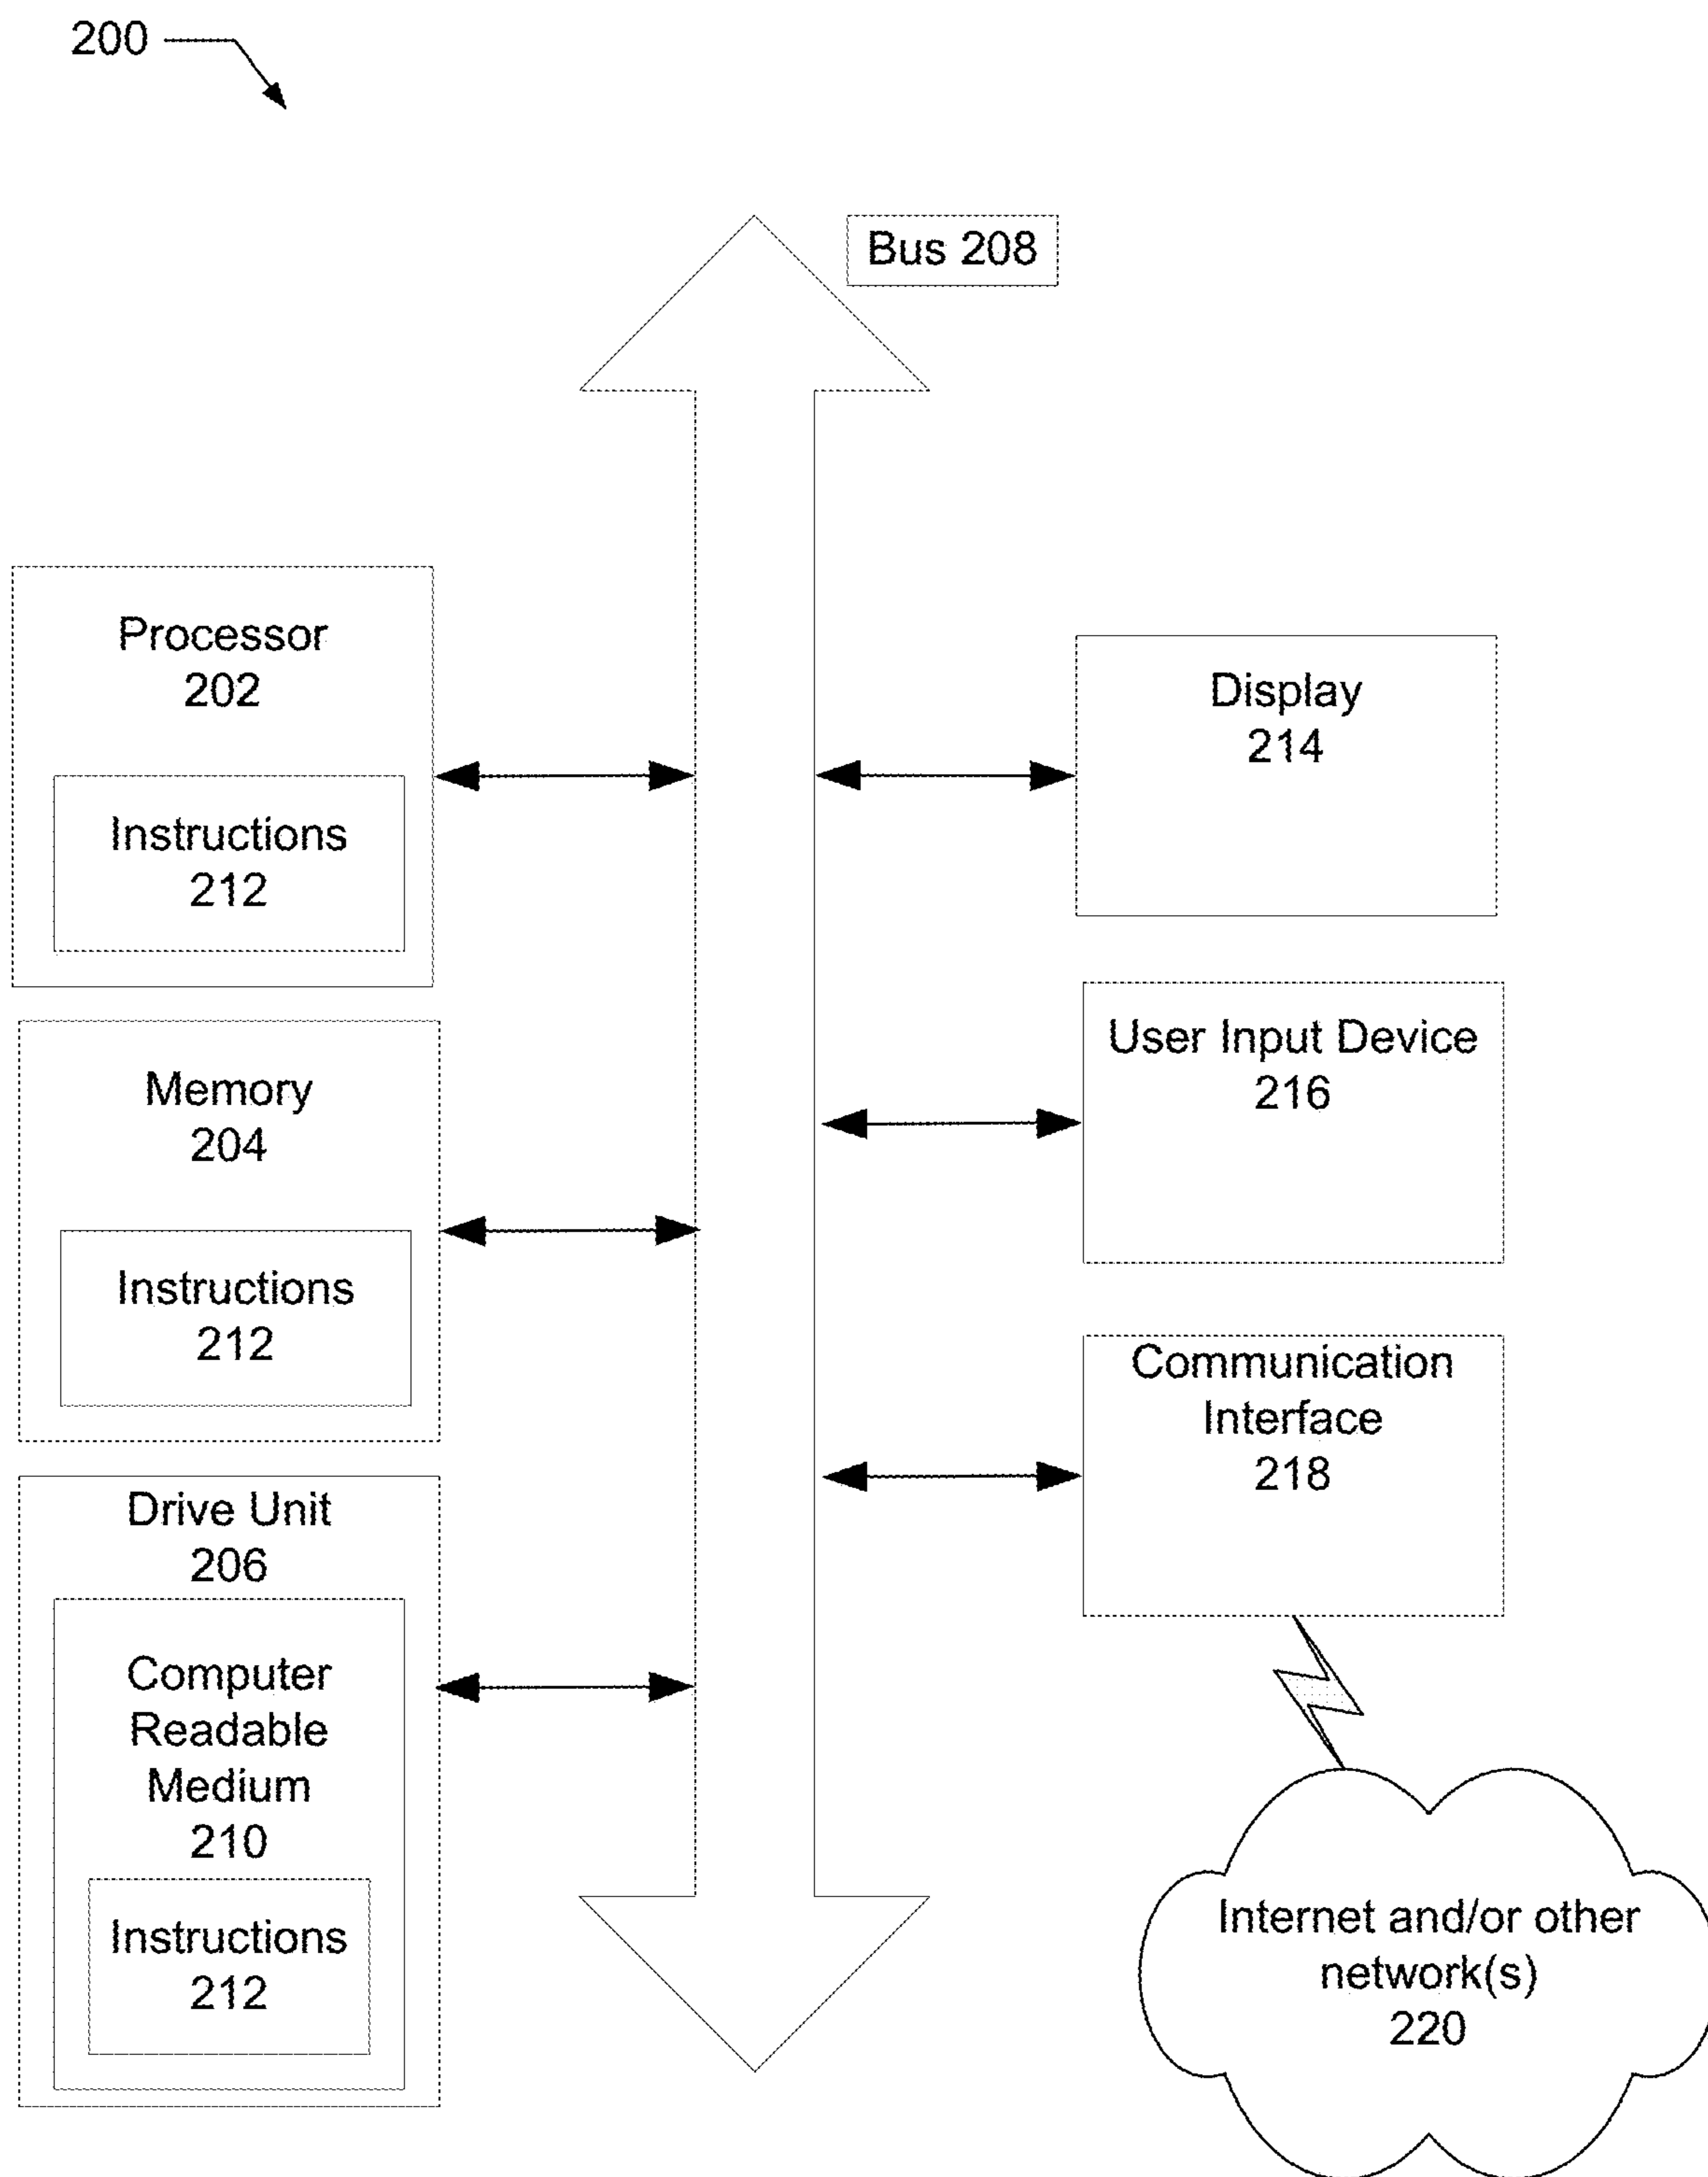 200
Bus 208
Processor
202
Instructions
212
Memory
204
Instructions
212
Drive Unit
206
Computer
Readable
Medium
210
Instructions
212
Display
214
User Input Device
216
Communication
Interface
218
Internet and/or other
network(s)
220